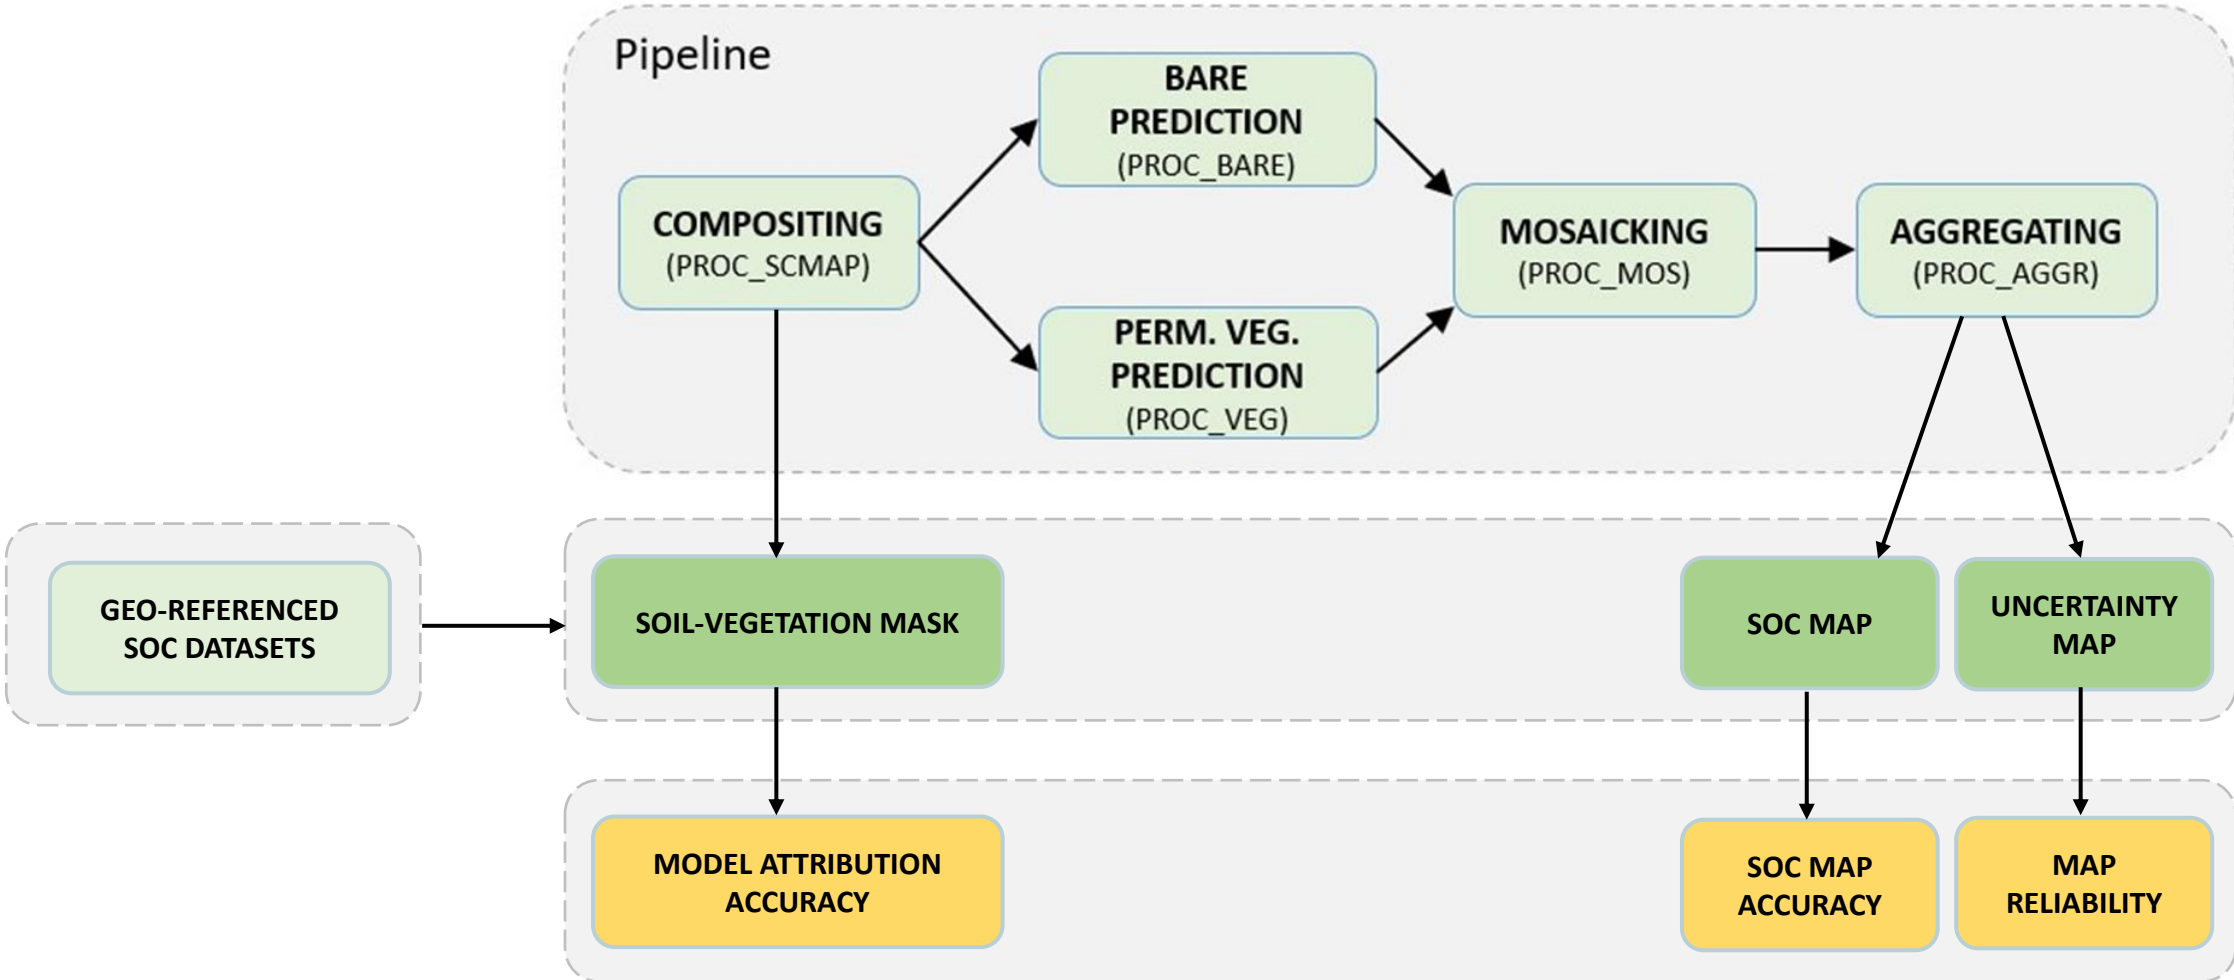 Pipeline
BARE
PREDICTION
(PROC_BARE)
COMPOSITING
(PROC_SCMAP)
PERM. VEG.
PREDICTION
(PROC_VEG)
MOSAICKING
(PROC_MOS)
AGGREGATING
(PROC_AGGR)
GEO-REFERENCED
SOC DATASETS
SOIL-VEGETATION MASK
SOC MAP
UNCERTAINTY
MAP
MODEL ATTRIBUTION
ACCURACY
SOC MAP
ACCURACY
MAP
RELIABILITY